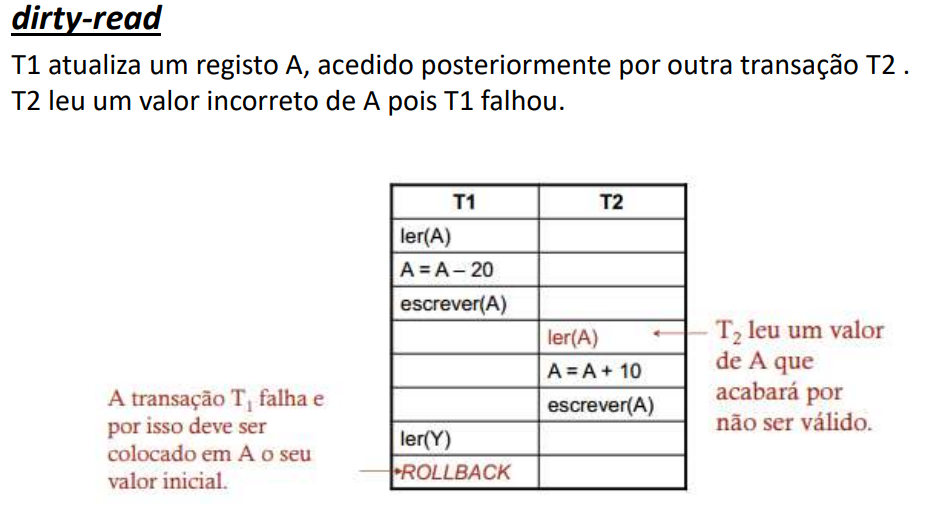 dirty-read
T1 atualiza um registo A, acedido posteriormente por outra transação T2 .
T2 leu um valor incorreto de A pois T1 falhou.
T1 T2
ler(A)
A = A – 20
escrever(A)
ler(A)
A = A + 10
escrever(A)
ler(Y)
ROLLBACK
T2 leu um valor
de A que
acabará por
não ser válido.
A transação T1 falha e
por isso deve ser
colocado em A o seu
valor inicial.